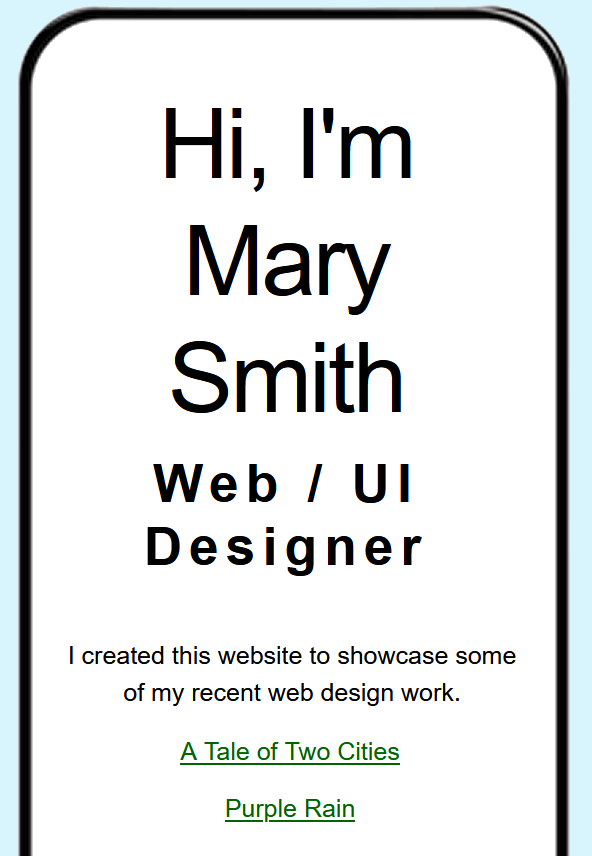 Hi, I'm
Mary
Smith
Web / UI
Designer
I created this website to showcase some
of my recent web design work.
A Tale of Two Cities
Purple Rain